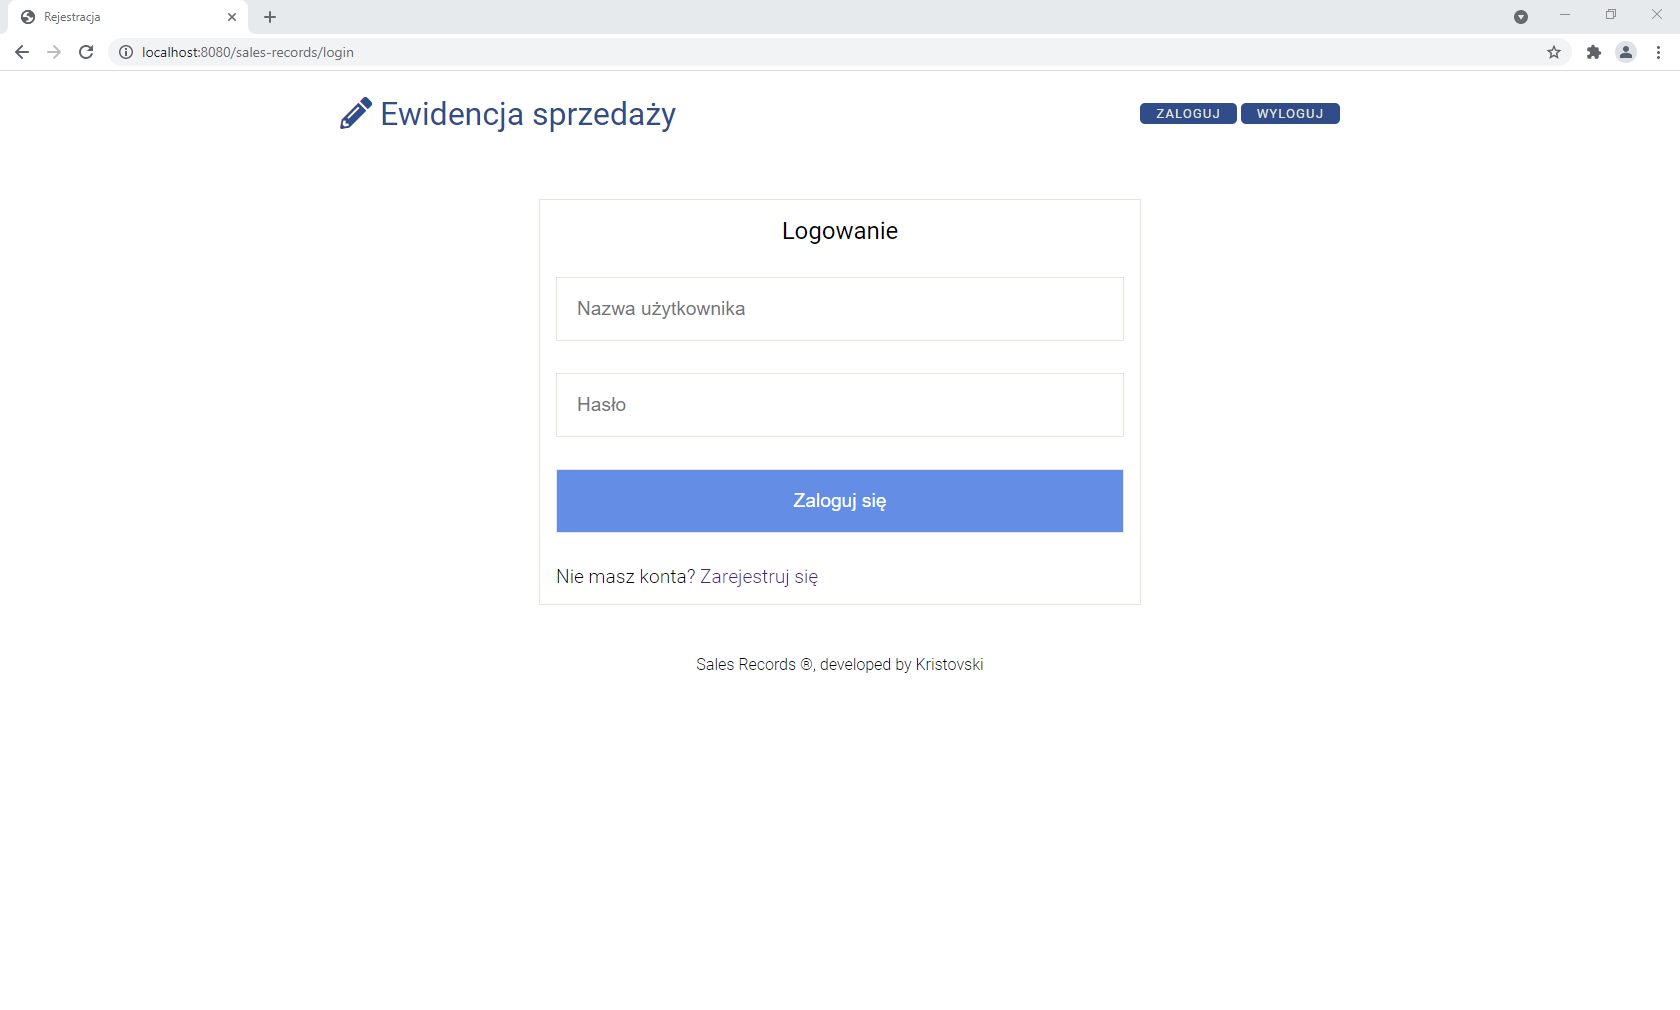 Rejestracja
localhost:8080/sales-records/login
Ewidencja sprzedaży
ZALOGUJ WYLOGUJ
Logowanie
Nazwa użytkownika
Hasło
Zaloguj się
Nie masz konta? Zarejestruj się
Sales Records ®, developed by Kristovski